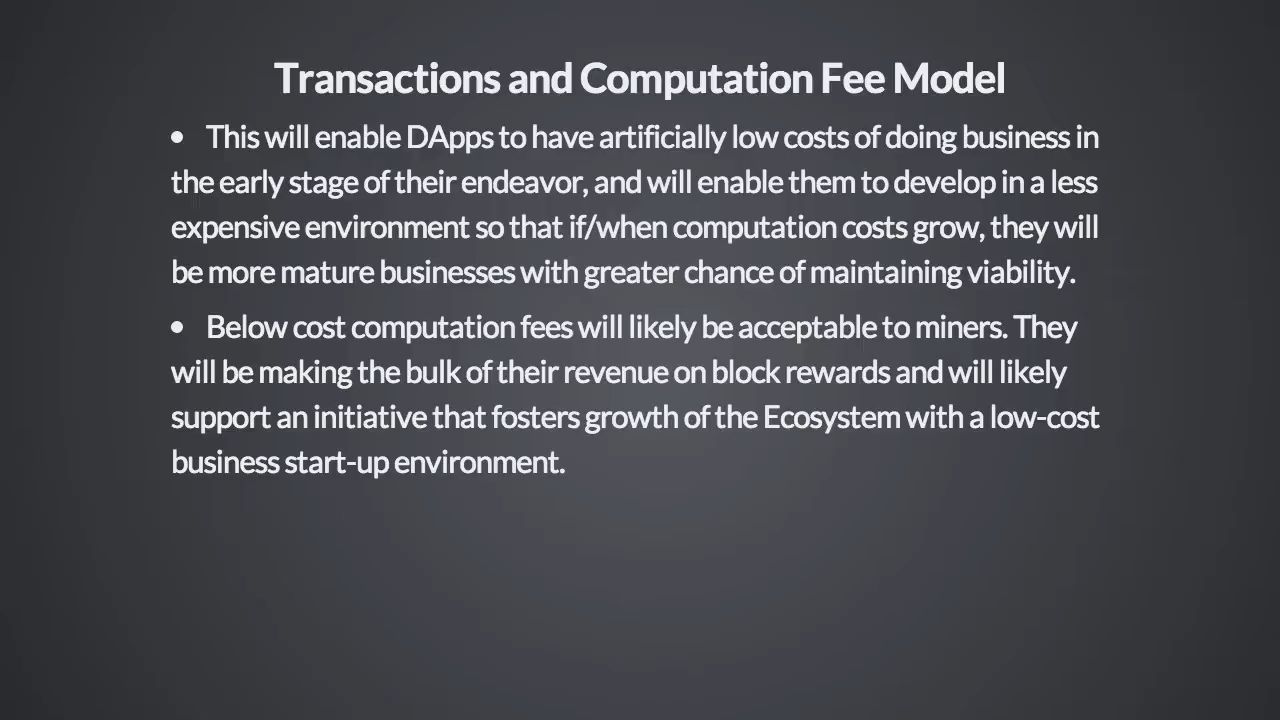 Transactions and Computation Fee Model
• This will enable DApps to have artificially low costs of doing business in
the early stage of their endeavor, and will enable them to develop in a less
expensive environment so that if/when computation costs grow, they will
be more mature businesses with greater chance of maintaining viability.
• Below cost computation fees will likely be acceptable to miners. They
will be making the bulk of their revenue on block rewards and will likely
support an initiative that fosters growth of the Ecosystem with a low-cost
business start-up environment.